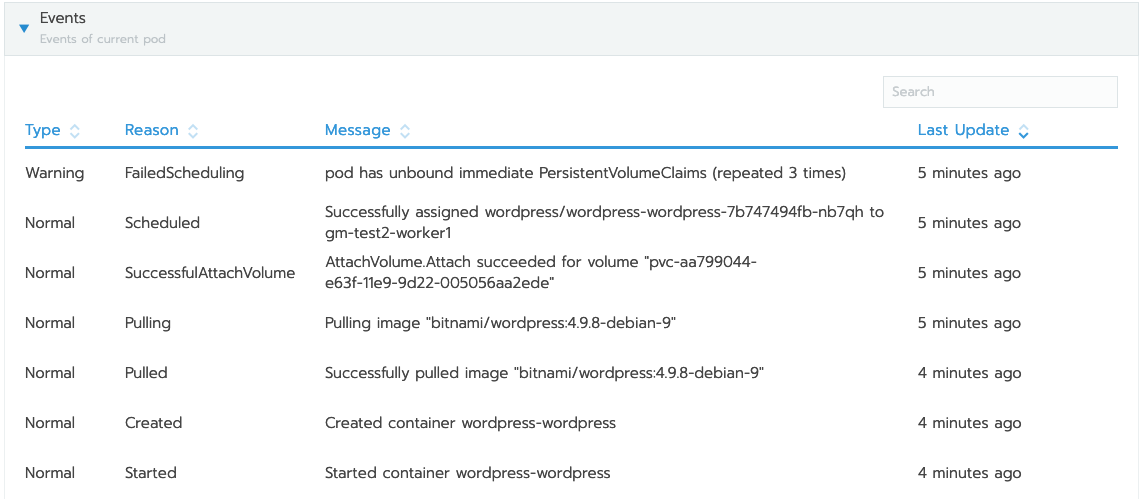 Events
Events of current pod
Search
Type Reason Message Last Update
Warning FailedScheduling pod has unbound immediate PersistentVolumeClaims (repeated 3 times) 5 minutes ago
Normal Scheduled Successfully assigned wordpress/wordpress-wordpress-7b747494fb-nb7qh to 5 minutes ago
gm-test2-worker1
Normal SuccessfulAttachVolume AttachVolume.Attach succeeded for volume "pvc-aa799044- 5 minutes ago
e63f-11e9-9d22-005056aa2ede"
Normal Pulling Pulling image "bitnami/wordpress:4.9.8-debian-9" 5 minutes ago
Normal Pulled Successfully pulled image "bitnami/wordpress:4.9.8-debian-9" 4 minutes ago
Normal Created Created container wordpress-wordpress 4 minutes ago
Normal Started Started container wordpress-wordpress 4 minutes ago